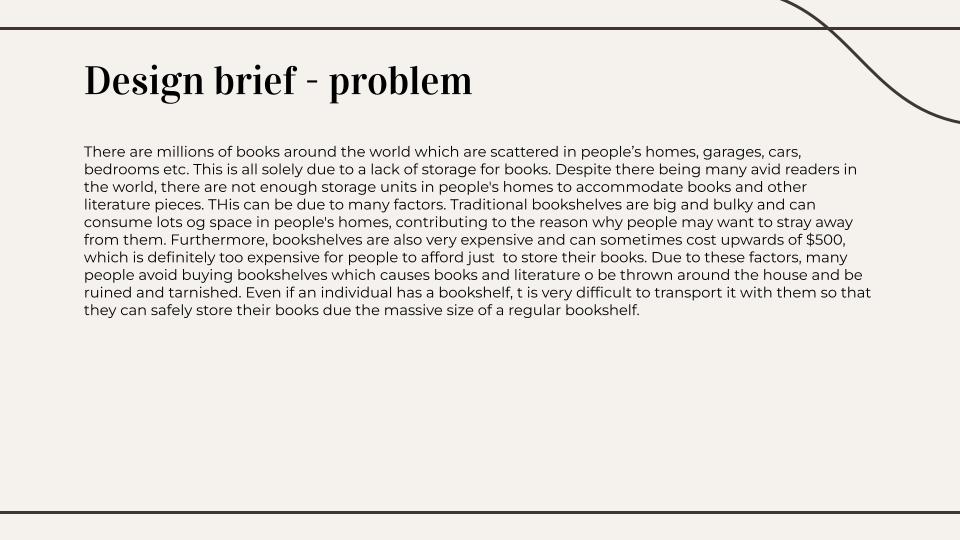 Design brief - problem
There are millions of books around the world which are scattered in people’s homes, garages, cars,
bedrooms etc. This is all solely due to a lack of storage for books. Despite there being many avid readers in
the world, there are not enough storage units in people's homes to accommodate books and other
literature pieces. THis can be due to many factors. Traditional bookshelves are big and bulky and can
consume lots og space in people's homes, contributing to the reason why people may want to stray away
from them. Furthermore, bookshelves are also very expensive and can sometimes cost upwards of $500,
which is definitely too expensive for people to afford just  to store their books. Due to these factors, many
people avoid buying bookshelves which causes books and literature o be thrown around the house and be
ruined and tarnished. Even if an individual has a bookshelf, t is very difficult to transport it with them so that
they can safely store their books due the massive size of a regular bookshelf.